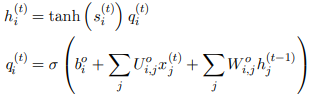 h_i^{(t)} = \tanh\left(s_i^{(t)}\right) q_i^{(t)}
q_i^{(t)} = \sigma\left(b_i^o + \sum_j U_{i,j}^o x_j^{(t)} + \sum_j W_{i,j}^o h_j^{(t-1)}\right)